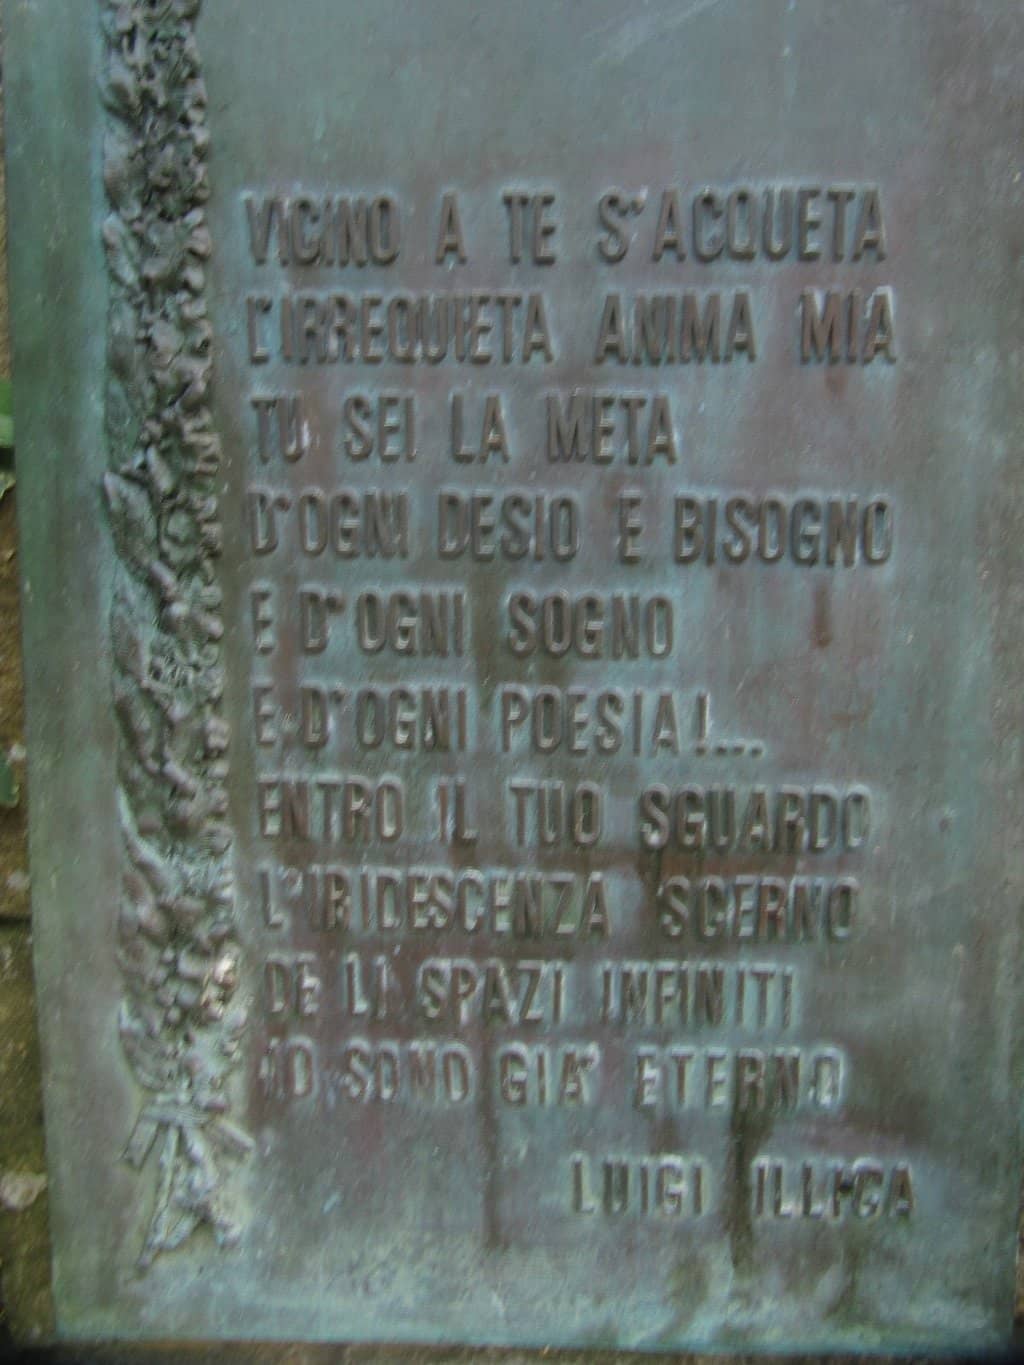 VICINO A TE S'ACQUETA
L'IRREQUIETA ANIMA MIA
TU SEI LA META
D'OGNI DESIO E BISOGNO
E D'OGNI SOGNO
E D'OGNI POESIA!...
ENTRO IL TUO SGUARDO
L'IRIDESCENZA SCERNO
DE LI SPAZI INFINITI
IO SONO GIA' ETERNO
LUIGI ILLICA